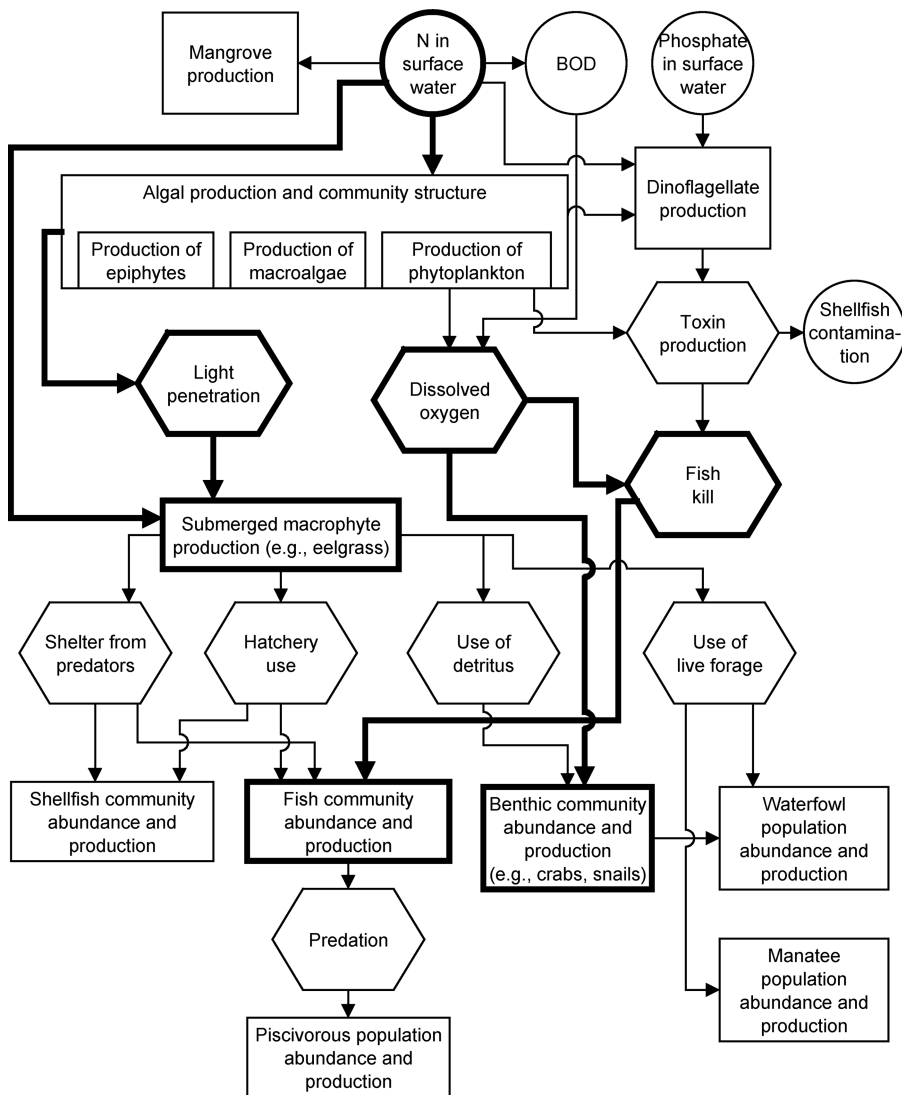 Mangrove
production
N in
surface
water
BOD
Phosphate
in surface
water
Algal production and community structure
Dinoflagellate
production
Production of
epiphytes
Production of
macroalgae
Production of
phytoplankton
Light
penetration
Dissolved
oxygen
Toxin
production
Shellfish
contamina-
tion
Fish
kill
Submerged macrophyte
production (e.g., eelgrass)
Shelter from
predators
Hatchery
use
Use of
detritus
Use of
live forage
Shellfish community
abundance and
production
Fish community
abundance and
production
Benthic community
abundance and
production
(e.g., crabs, snails)
Waterfowl
population
abundance and
production
Predation
Manatee
population
abundance and
production
Piscivorous population
abundance and
production